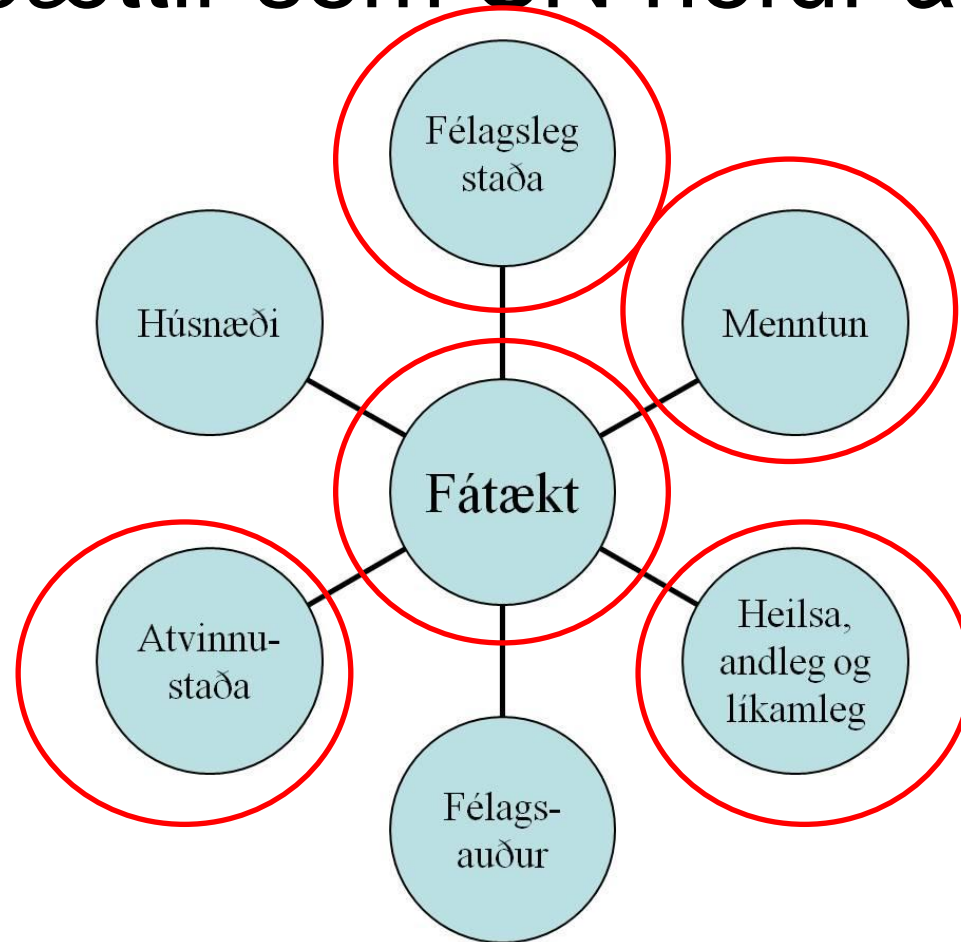 Félagsleg
staða
Húsnæði
Menntun
Fátækt
Atvinnu-
staða
Heilsa,
andleg og
líkamleg
Félags-
auður